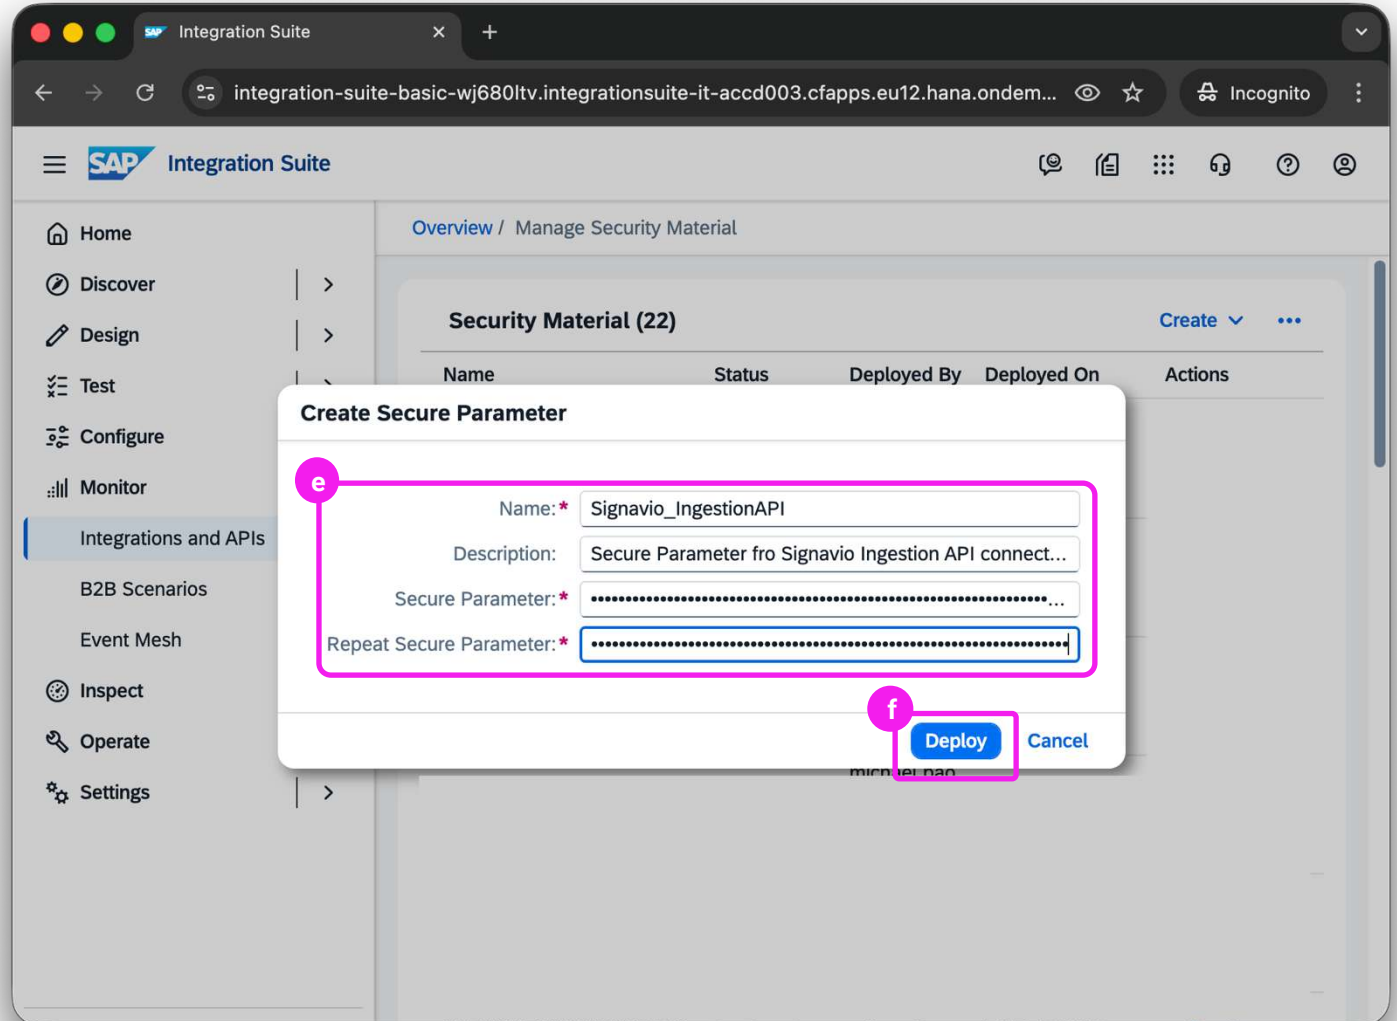 SAP Integration Suite
integration-suite-basic-wj680ltv.integrationsuite-it-accd003.cfapps.eu12.hana.ondem...
Incognito
SAP Integration Suite
Home
Discover
Design
Test
Configure
Monitor
Integrations and APIs
B2B Scenarios
Event Mesh
Inspect
Operate
Settings
Overview / Manage Security Material
Security Material (22)
Create
Name Status Deployed By Deployed On Actions
Create Secure Parameter
e
Name:* Signavio_IngestionAPI
Description: Secure Parameter fro Signavio Ingestion API connect...
Secure Parameter:*
Repeat Secure Parameter:*
f
Deploy Cancel